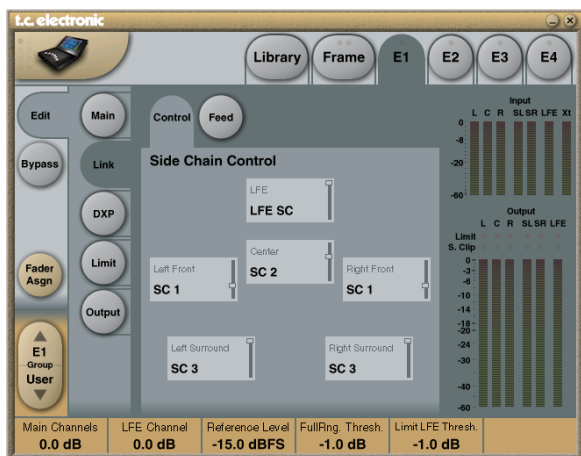 t.c. electronic
Library
Frame
E1
E2
E3
E4
Edit
Bypass
Fader
Asgn
E1
Group
User
Main
Link
DXP
Limit
Output
Control
Feed
Side Chain Control
LFE
LFE SC
Center
SC 2
Left Front
SC 1
Right Front
SC 1
Left Surround
SC 3
Right Surround
SC 3
Input
L C R SL SR LFE Xt
0
-8
-20
-60
Output
L C R SL SR LFE
Limit
S. Clip
0
-3
-6
-10
-14
-18
-20
-24
-30
-40
-60
Main Channels
0.0 dB
LFE Channel
0.0 dB
Reference Level
-15.0 dBFS
FullRng. Thresh.
-1.0 dB
Limit LFE Thresh.
-1.0 dB